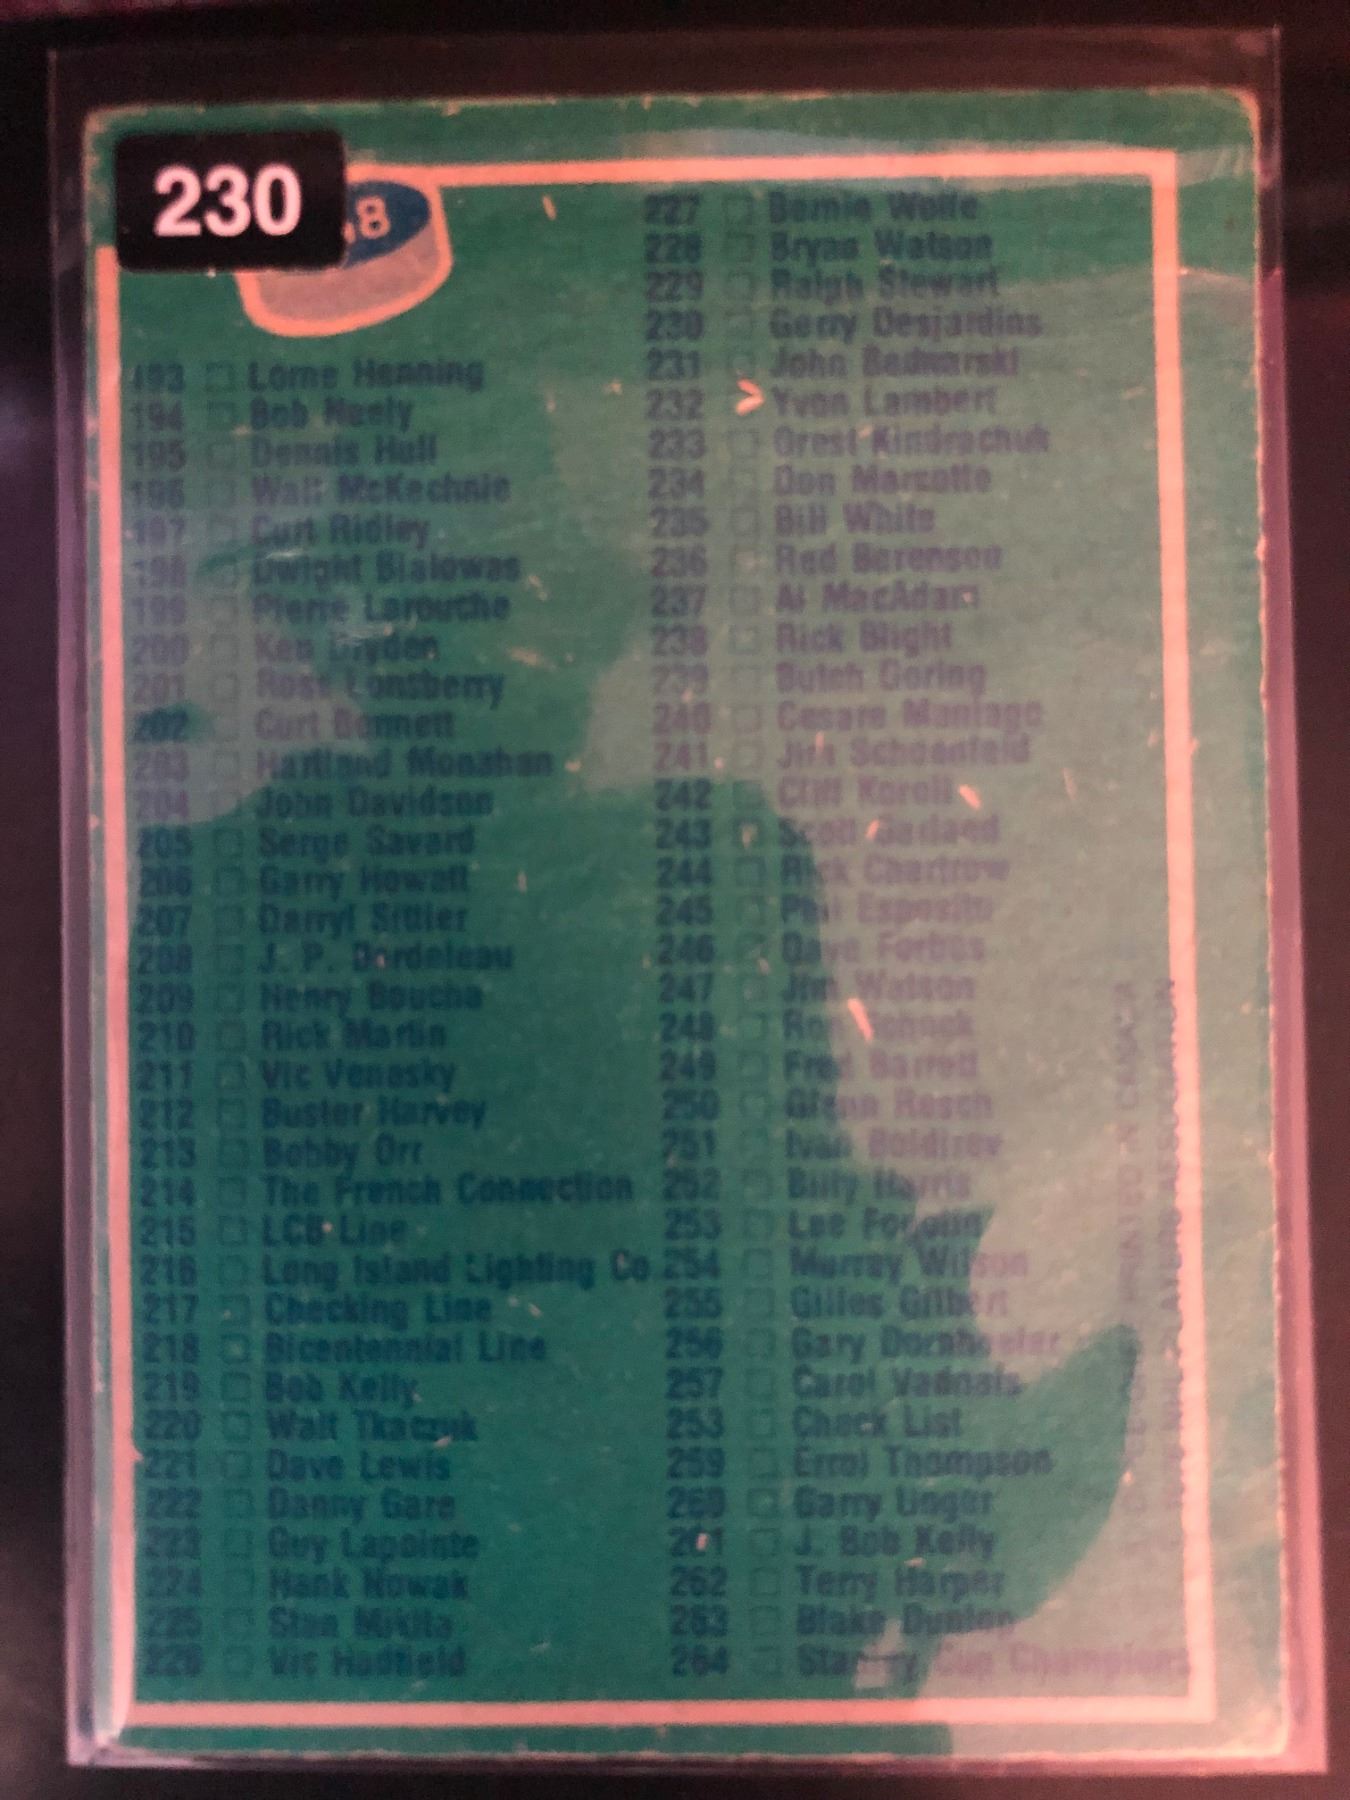 230
8
193 Lorne Henning
194 Bob Neely
195 Dennis Hull
196 Walt McKechnie
197 Curt Ridley
198 Dwight Bialowas
199 Pierre Larouche
200 Ken Dryden
201 Ross Lonsberry
202 Curt Bennett
203 Hartland Monahan
204 John Davidson
205 Serge Savard
206 Garry Howatt
207 Darryl Sittler
208 J. P. Bordeleau
209 Henry Boucha
210 Rick Martin
211 Vic Venasky
212 Buster Harvey
213 Bobby Orr
214 The French Connection
215 LCB Line
216 Long Island Lighting Co
217 Checking Line
218 Bicentennial Line
219 Bob Kelly
220 Walt Tkaczuk
221 Dave Lewis
222 Danny Gare
223 Guy Lapointe
224 Hank Nowak
225 Stan Mikita
226 Vic Hadfield
227 Bernie Wolfe
228 Bryan Watson
229 Ralph Stewart
230 Gerry Desjardins
231 John Bednarski
232 Yvon Lambert
233 Orest Kindrachuk
234 Don Marcotte
235 Bill White
236 Red Berenson
237 Al MacAdam
238 Rick Blight
239 Butch Goring
240 Cesare Maniago
241 Jim Schoenfeld
242 Cliff Koroll
243 Scott Garland
244 Rick Chartraw
245 Phil Esposito
246 Dave Forbes
247 Jim Watson
248 Ron Schock
249 Fred Barrett
250 Glenn Resch
251 Ivan Boldirev
252 Billy Harris
253 Lee Fogolin
254 Murray Wilson
255 Gilles Gilbert
256 Gary Dornhoefer
257 Carol Vadnais
258 Check List
259 Errol Thompson
260 Garry Unger
261 J. Bob Kelly
262 Terry Harper
263 Blake Dunlop
264 Stanley Cup Champions
PRINTED IN CANADA
NHL PLAYERS ASSOCIATION